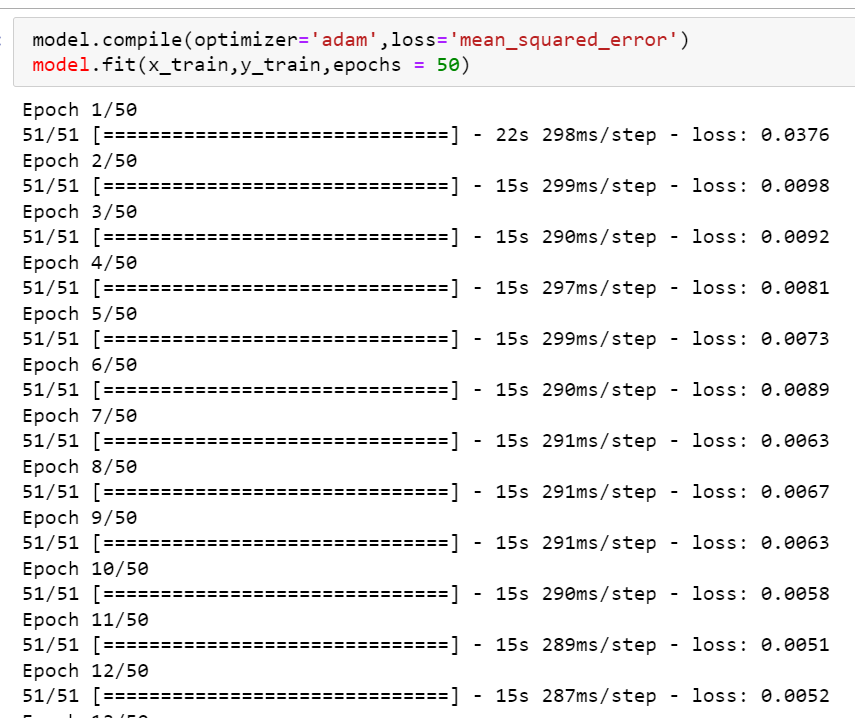 model.compile(optimizer='adam',loss='mean_squared_error')
model.fit(x_train,y_train,epochs = 50)
Epoch 1/50
51/51 [==============================] - 22s 298ms/step - loss: 0.0376
Epoch 2/50
51/51 [==============================] - 15s 299ms/step - loss: 0.0098
Epoch 3/50
51/51 [==============================] - 15s 290ms/step - loss: 0.0092
Epoch 4/50
51/51 [==============================] - 15s 297ms/step - loss: 0.0081
Epoch 5/50
51/51 [==============================] - 15s 299ms/step - loss: 0.0073
Epoch 6/50
51/51 [==============================] - 15s 290ms/step - loss: 0.0089
Epoch 7/50
51/51 [==============================] - 15s 291ms/step - loss: 0.0063
Epoch 8/50
51/51 [==============================] - 15s 291ms/step - loss: 0.0067
Epoch 9/50
51/51 [==============================] - 15s 291ms/step - loss: 0.0063
Epoch 10/50
51/51 [==============================] - 15s 290ms/step - loss: 0.0058
Epoch 11/50
51/51 [==============================] - 15s 289ms/step - loss: 0.0051
Epoch 12/50
51/51 [==============================] - 15s 287ms/step - loss: 0.0052